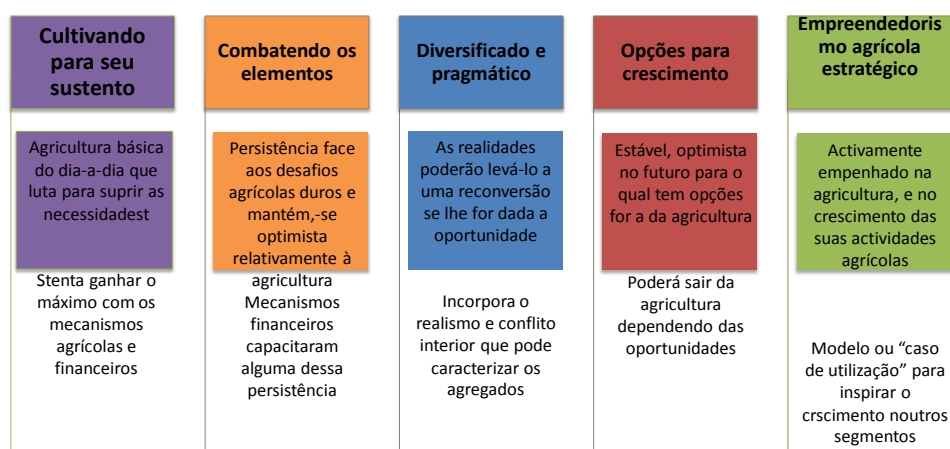 Cultivando
para seu
sustento
Agricultura básica
do dia-a-dia que
luta para suprir as
necessidadest
Stenta ganhar o
máximo com os
mecanismos
agrícolas e
financeiros
Combatendo os
elementos
Persistência face
aos desafios
agrícolas duros e
mantém,-se
optimista
relativamente à
agricultura
Mecanismos
financeiros
capacitaram
alguma dessa
persistência
Diversificado e
pragmático
As realidades
poderão levá-lo a
uma reconversão
se lhe for dada a
oportunidade
Incorpora o
realismo e conflito
interior que pode
caracterizar os
agregados
Opções para
crescimento
Estável, optimista
no futuro para o
qual tem opções
for a da agricultura
Poderá sair da
agricultura
dependendo das
oportunidades
Empreendedoris
mo agrícola
estratégico
Activamente
empenhado na
agricultura, e no
crescimento das
suas actividades
agrícolas
Modelo ou “caso
de utilização” para
inspirar o
crscimento noutros
segmentos